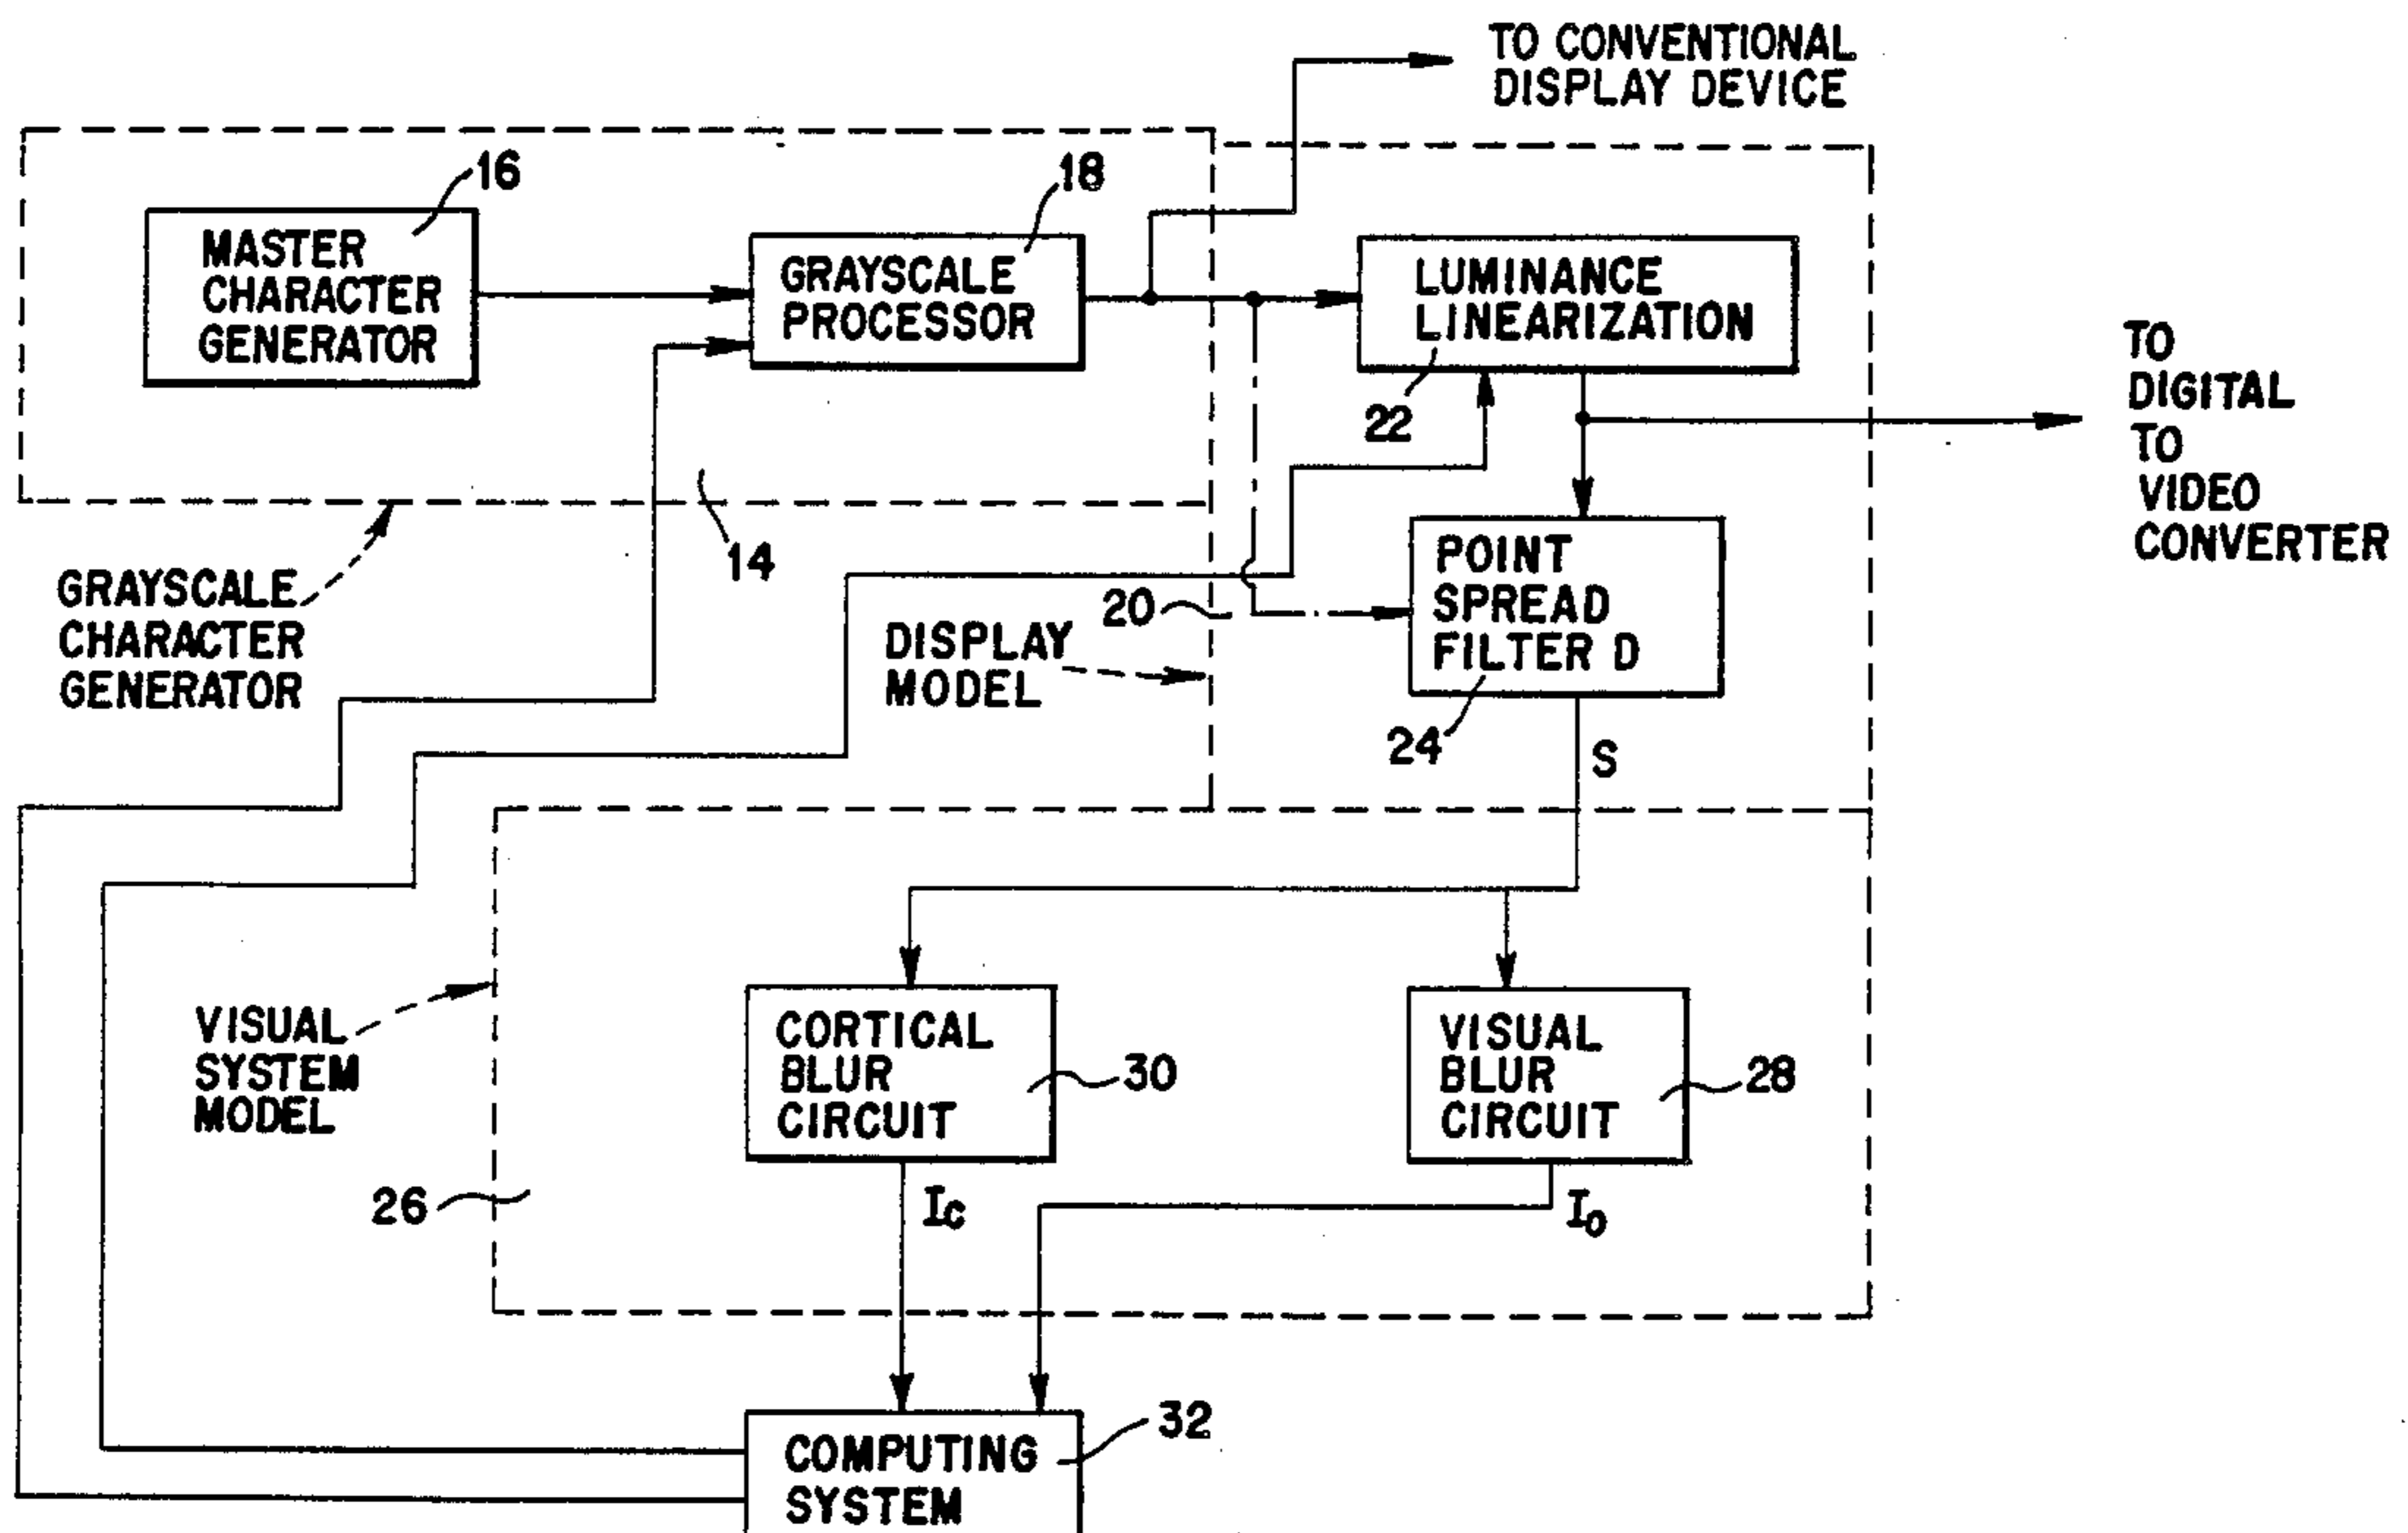 TO CONVENTIONAL
DISPLAY DEVICE
16
18
MASTER
CHARACTER
GENERATOR
GRAYSCALE
PROCESSOR
LUMINANCE
LINEARIZATION
22
TO
DIGITAL
TO
VIDEO
CONVERTER
14
GRAYSCALE
CHARACTER
GENERATOR
20
DISPLAY
MODEL
POINT
SPREAD
FILTER D
24
S
VISUAL
SYSTEM
MODEL
CORTICAL
BLUR
CIRCUIT
30
VISUAL
BLUR
CIRCUIT
28
26
Ic
Io
32
COMPUTING
SYSTEM